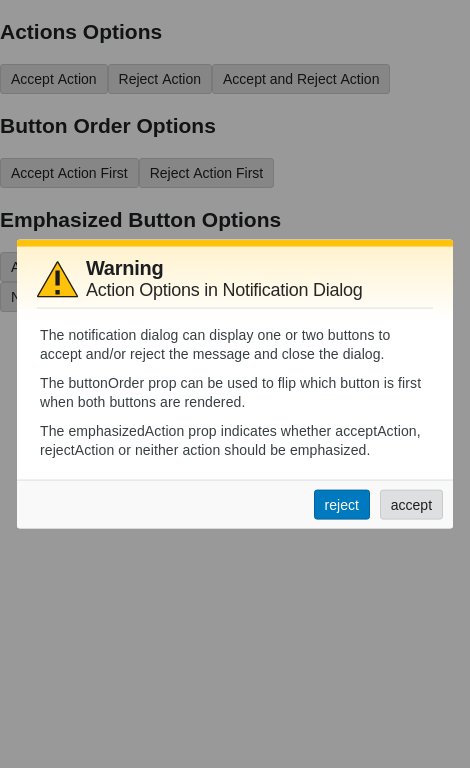 Actions Options
Accept Action Reject Action Accept and Reject Action
Button Order Options
Accept Action First Reject Action First
Emphasized Button Options
Warning
Action Options in Notification Dialog
The notification dialog can display one or two buttons to
accept and/or reject the message and close the dialog.
The buttonOrder prop can be used to flip which button is first
when both buttons are rendered.
The emphasizedAction prop indicates whether acceptAction,
rejectAction or neither action should be emphasized.
reject accept